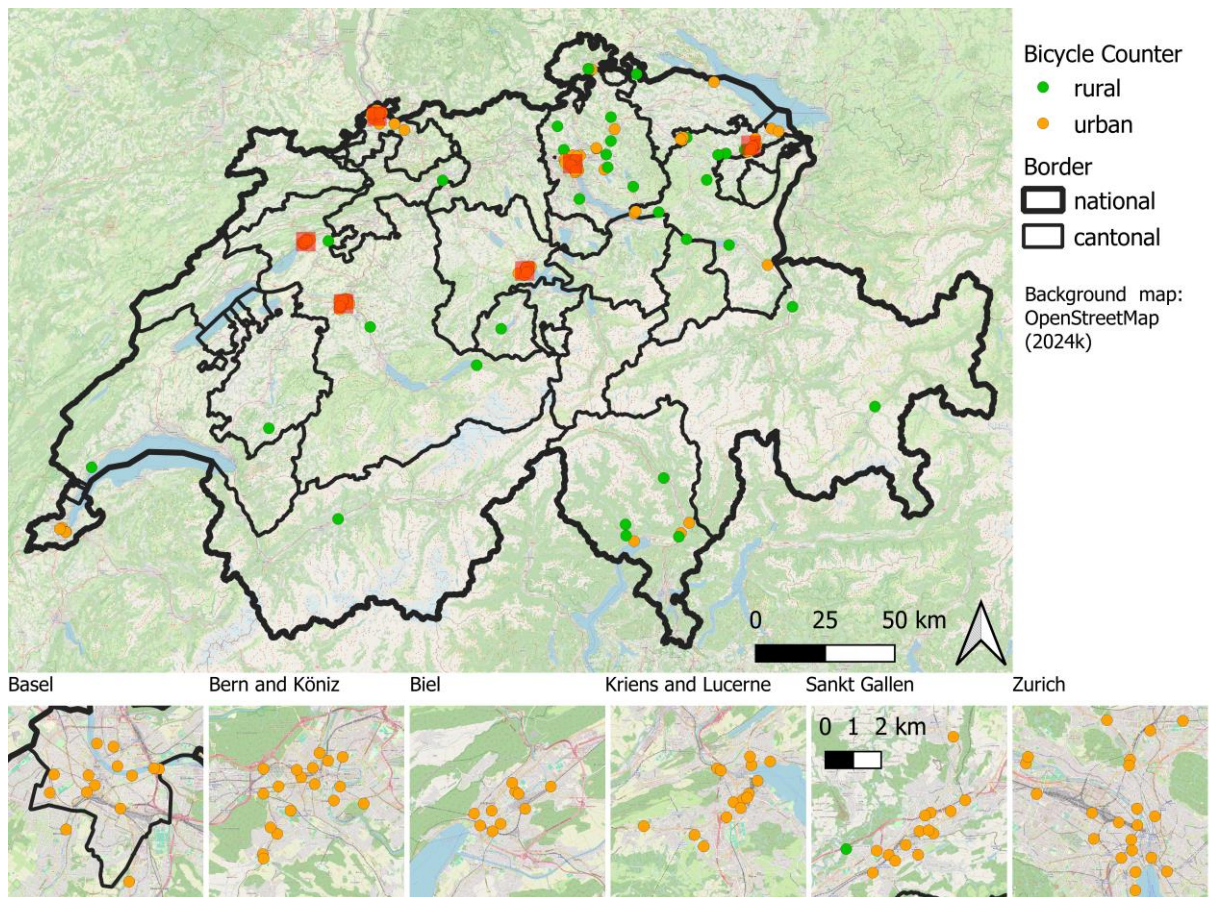 Bicycle Counter
rural
urban
Border
national
cantonal
Background map:
OpenStreetMap
(2024k)
0 25 50 km
Basel
Bern and Köniz
Biel
Kriens and Lucerne
Sankt Gallen
Zurich
0 1 2 km